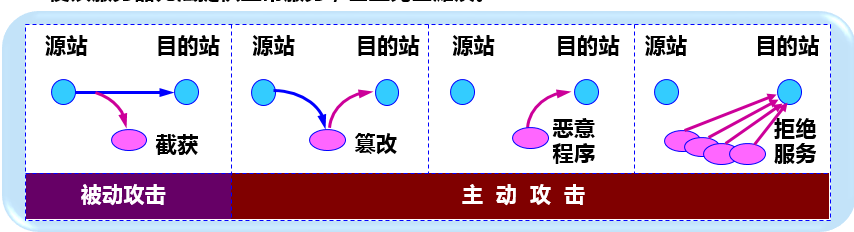 源站 目的站 源站 目的站 源站 目的站 源站 目的站
截获 篡改 恶意程序 拒绝服务
被动攻击 主 动 攻 击